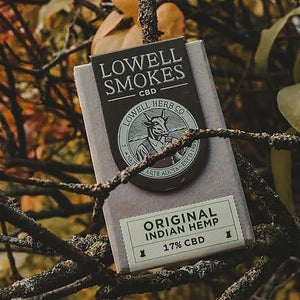 LOWELL
SMOKES
CBD
LOWELL HERB CO
ORIGINAL
INDIAN HEMP
17% CBD